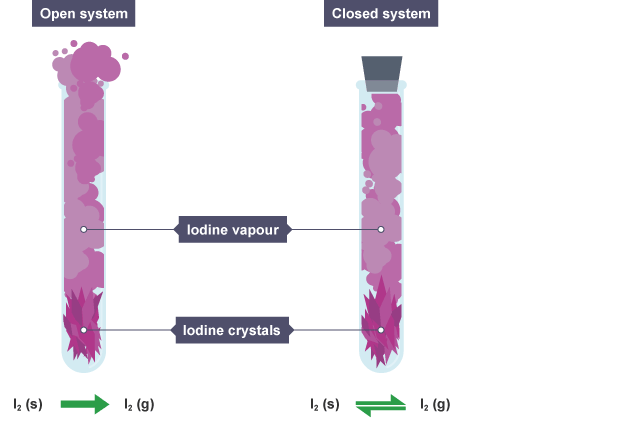 Open system
Closed system
Iodine vapour
Iodine crystals
I₂ (s) I₂ (g)
I₂ (s) I₂ (g)